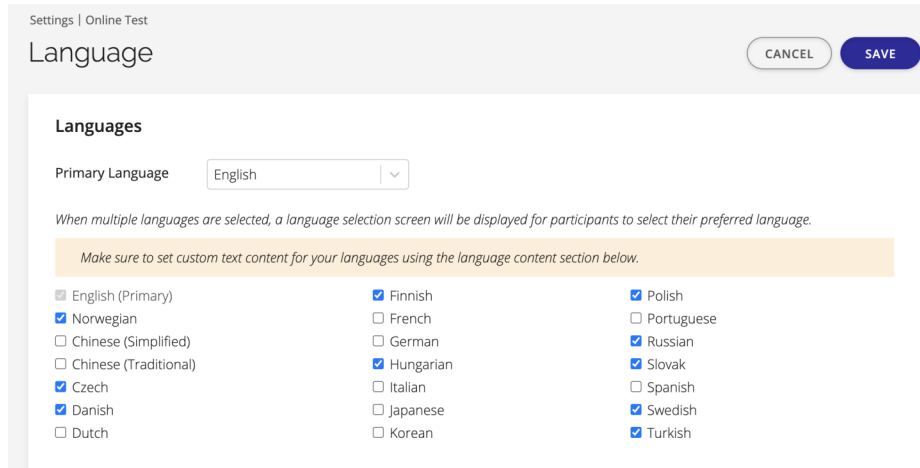 Settings | Online Test
Language
CANCEL
SAVE
Languages
Primary Language
English
When multiple languages are selected, a language selection screen will be displayed for participants to select their preferred language.
Make sure to set custom text content for your languages using the language content section below.
English (Primary)
Norwegian
Chinese (Simplified)
Chinese (Traditional)
Czech
Danish
Dutch
Finnish
French
German
Hungarian
Italian
Japanese
Korean
Polish
Portuguese
Russian
Slovak
Spanish
Swedish
Turkish